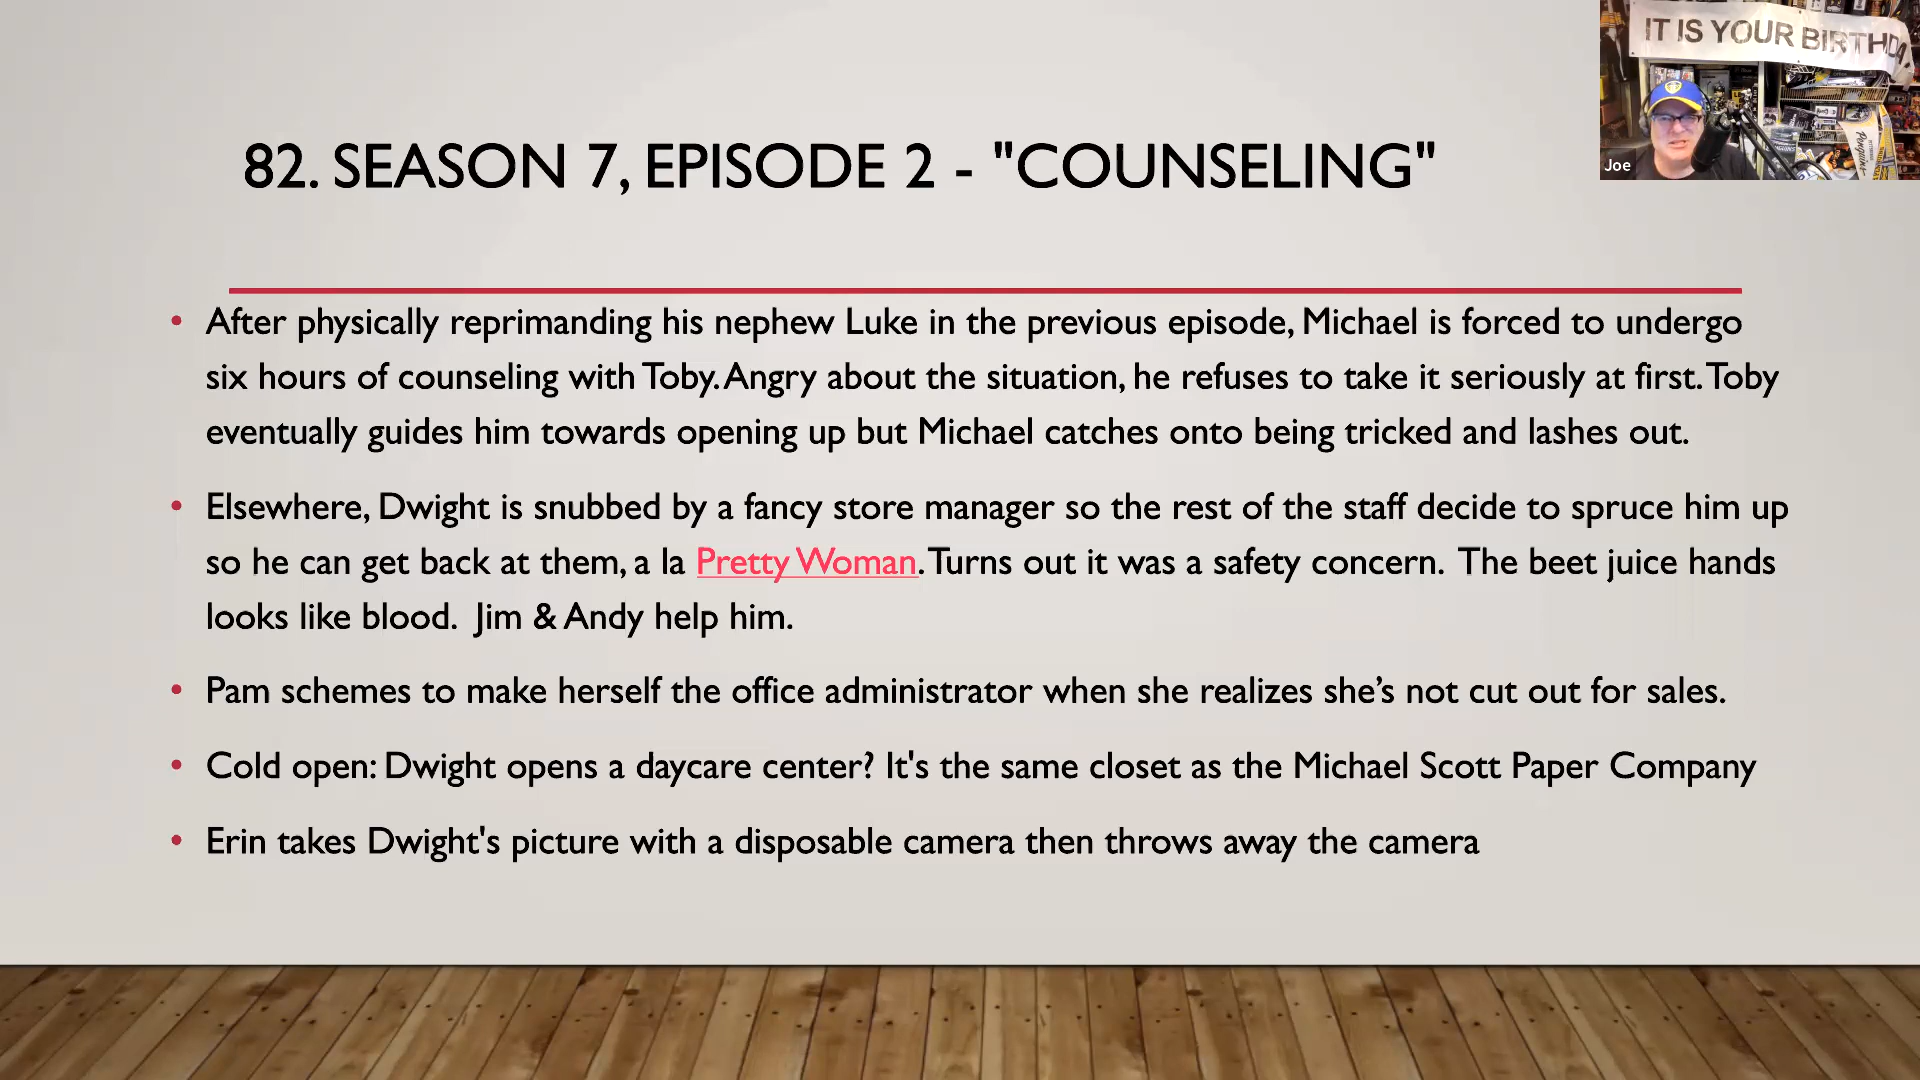 IT IS YOUR BIRTHDA
Joe
82. SEASON 7, EPISODE 2 - "COUNSELING"
• After physically reprimanding his nephew Luke in the previous episode, Michael is forced to undergo
six hours of counseling with Toby. Angry about the situation, he refuses to take it seriously at first. Toby
eventually guides him towards opening up but Michael catches onto being tricked and lashes out.
• Elsewhere, Dwight is snubbed by a fancy store manager so the rest of the staff decide to spruce him up
so he can get back at them, a la Pretty Woman. Turns out it was a safety concern.  The beet juice hands
looks like blood.  Jim & Andy help him.
• Pam schemes to make herself the office administrator when she realizes she’s not cut out for sales.
• Cold open: Dwight opens a daycare center? It's the same closet as the Michael Scott Paper Company
• Erin takes Dwight's picture with a disposable camera then throws away the camera